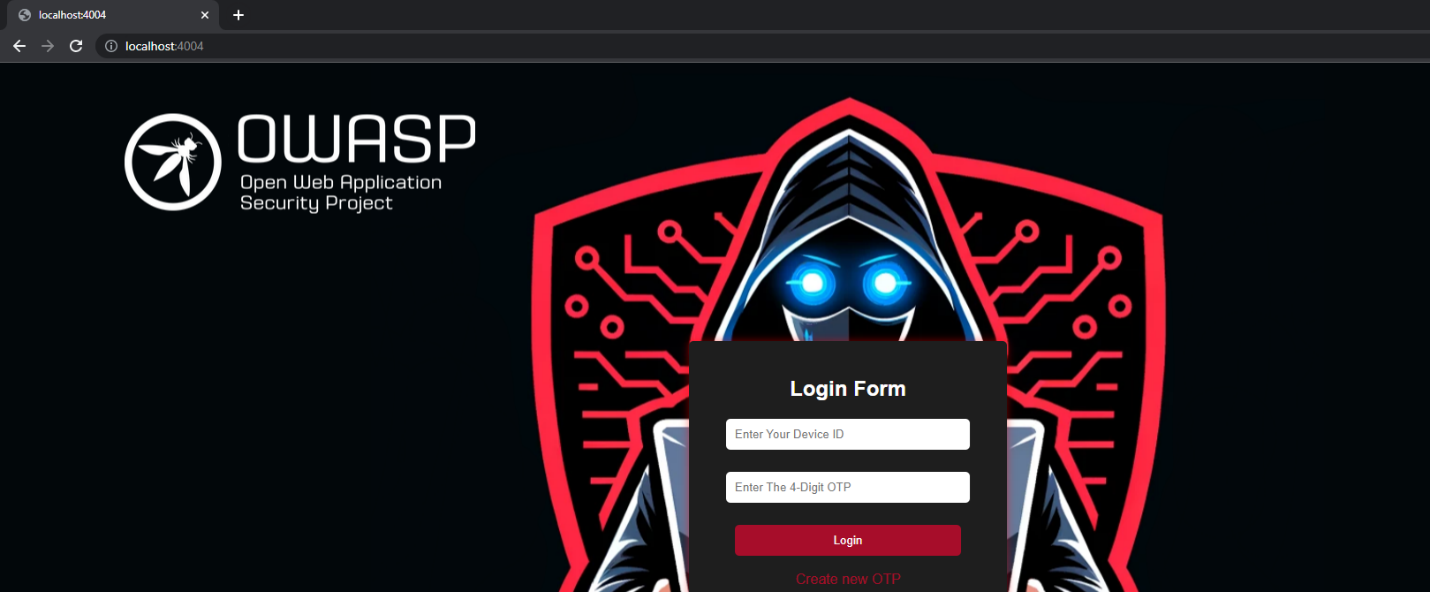 localhost:4004
localhost:4004
OWASP
Open Web Application
Security Project
Login Form
Enter Your Device ID
Enter The 4-Digit OTP
Login
Create new OTP